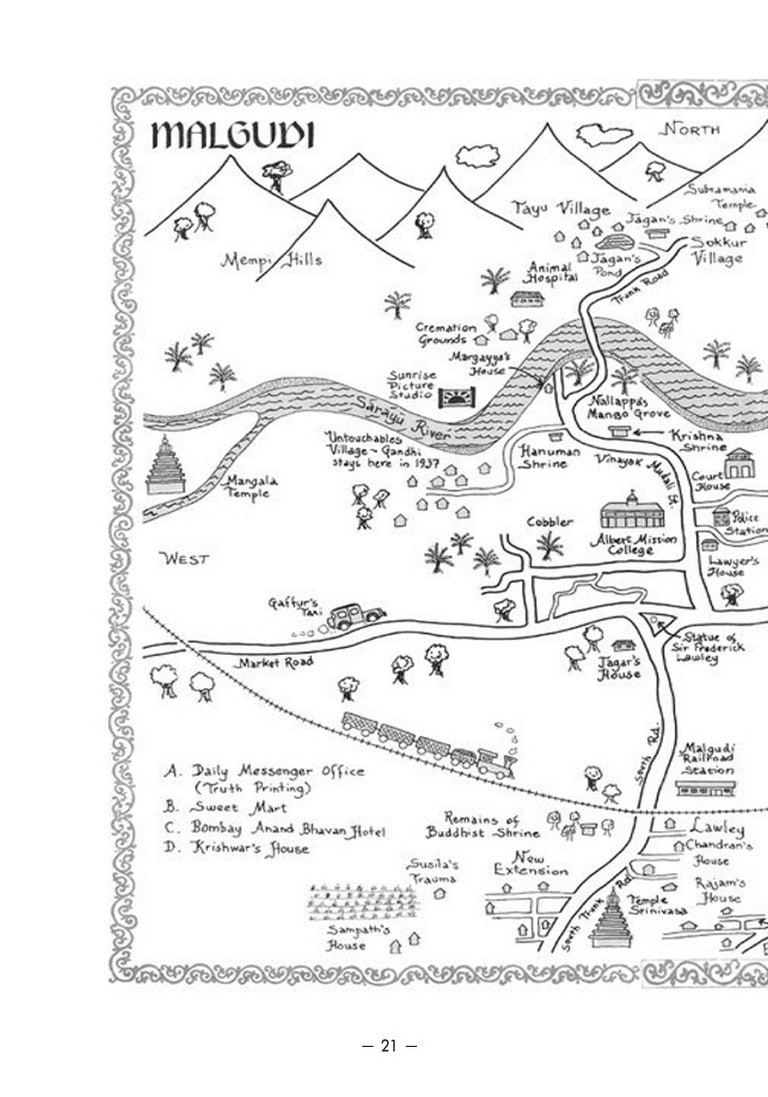 MALGUDI
NORTH
Subramania
Temple
Tayu Village
Jagan's Shrine
Sokkur
Village
Mempi Hills
Jagan's
Pond
Animal
Hospital
Trunk Road
Cremation
Grounds
Margayya's
House
Sunrise
Picture
Studio
Sarayu River
Nallappa's
Mango Grove
Untouchables
Village ~ Gandhi
stays here in 1937
Hanuman
Shrine
Krishna
Shrine
Vinayak Mudali St.
Court
House
Mangala
Temple
Cobbler
Albert Mission
College
Police
Station
WEST
Lawyer's
House
Gaffur's
Taxi
Statue of
Sir Frederick
Lawley
Market Road
Jagar's
House
South Rd.
Malgudi
Railroad
Station
A. Daily Messenger Office
(Truth Printing)
B. Sweet Mart
C. Bombay Anand Bhavan Hotel
D. Krishwar's House
Remains of
Buddhist Shrine
Lawley
Chandran's
House
Susila's
Trauma
New
Extension
Rajam's
House
South Trunk Rd.
Temple
Srinivasa
Sampath's
House
— 21 —